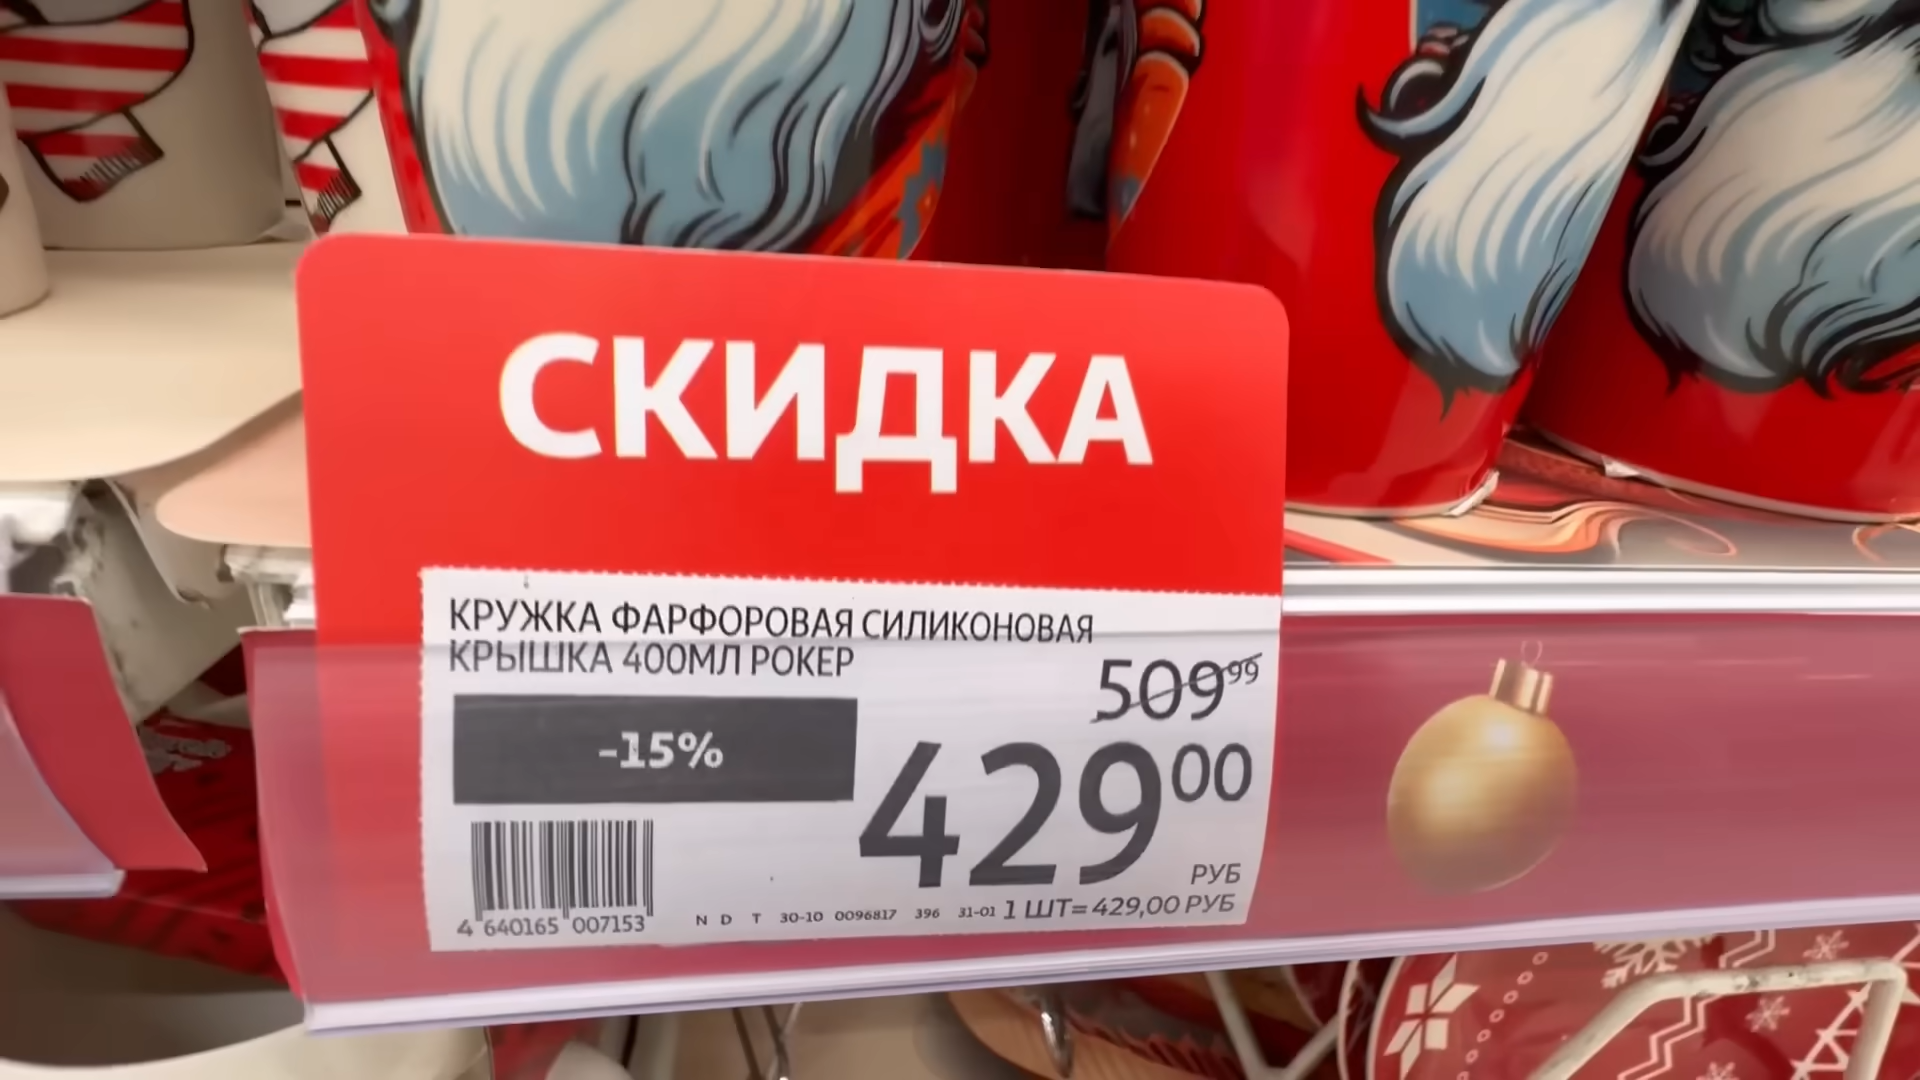 СКИДКА
КРУЖКА ФАРФОРОВАЯ СИЛИКОНОВАЯ
КРЫШКА 400МЛ РОКЕР
509 99
-15%
429 00
РУБ
4 640165 007153
N D T 30-10 0096817 396 31-01 1 ШТ=429,00 РУБ